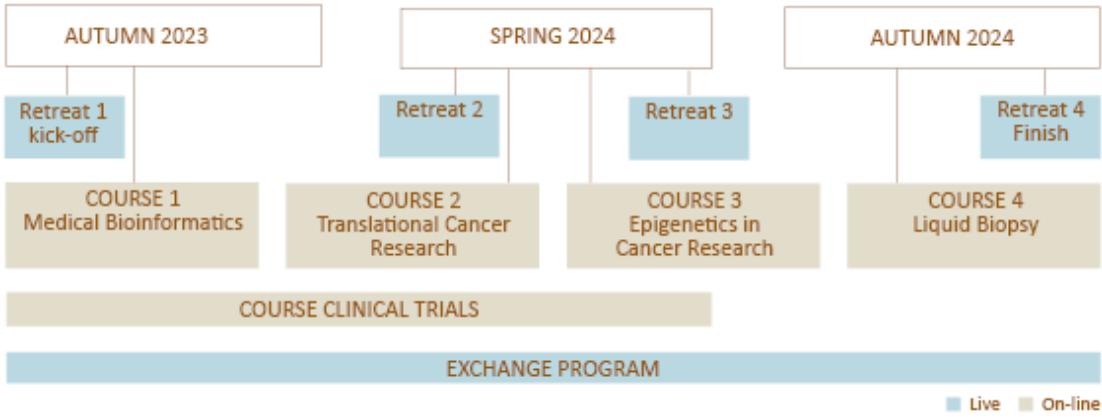 AUTUMN 2023
SPRING 2024
AUTUMN 2024
Retreat 1
kick-off
Retreat 2
Retreat 3
Retreat 4
Finish
COURSE 1
Medical Bioinformatics
COURSE 2
Translational Cancer
Research
COURSE 3
Epigenetics in
Cancer Research
COURSE 4
Liquid Biopsy
COURSE CLINICAL TRIALS
EXCHANGE PROGRAM
Live
On-line